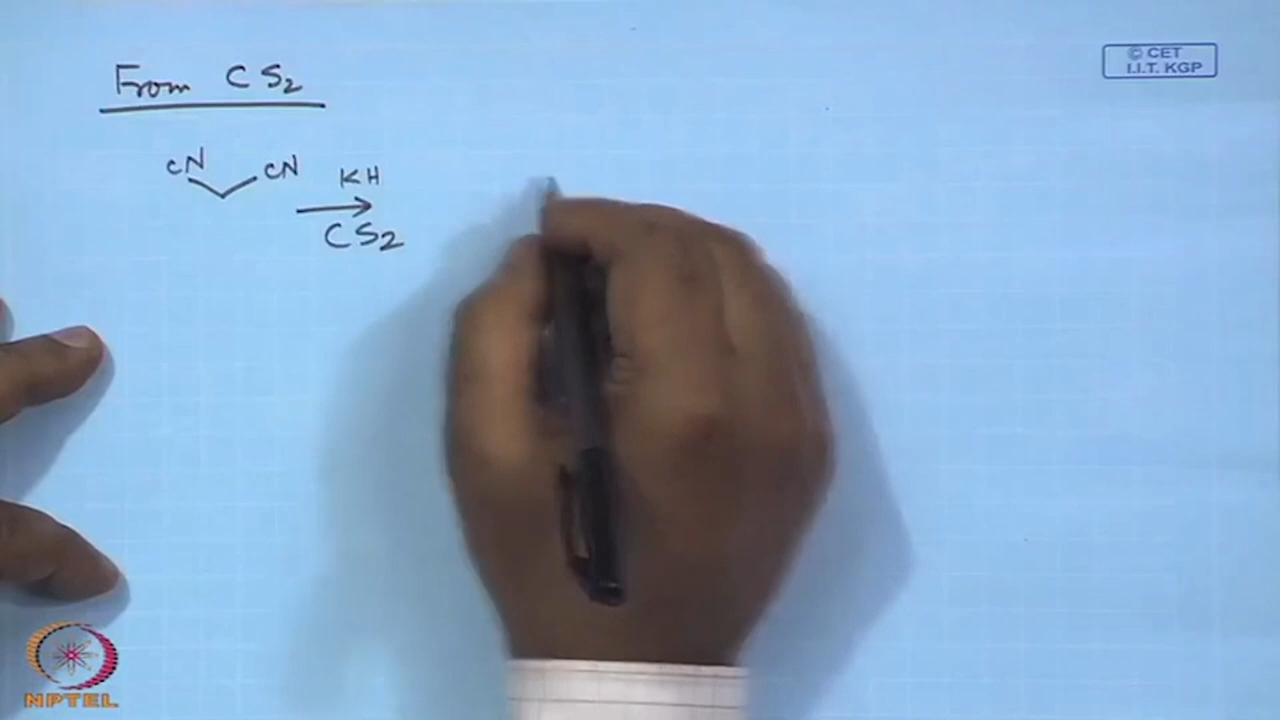 From CS2
© CET
I.I.T. KGP
CN CN KH
CS2
NPTEL